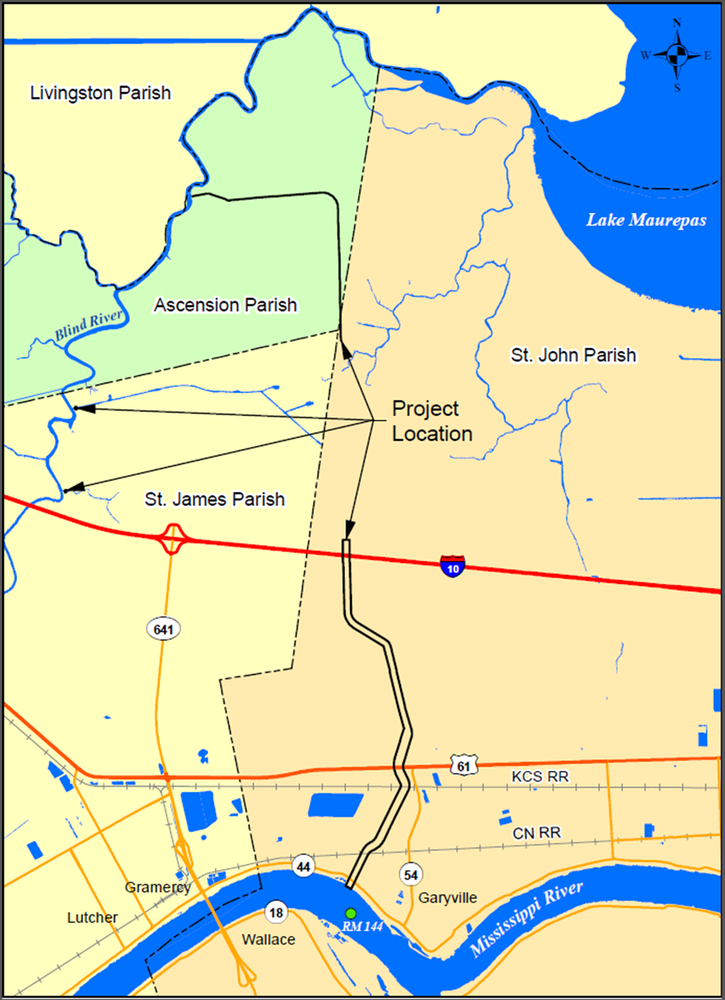 N
W E
S
Livingston Parish
Lake Maurepas
Ascension Parish
Blind River
St. John Parish
Project
Location
St. James Parish
10
641
61
KCS RR
CN RR
44
54
Gramercy
Garyville
Mississippi River
Lutcher
18
RM 144
Wallace